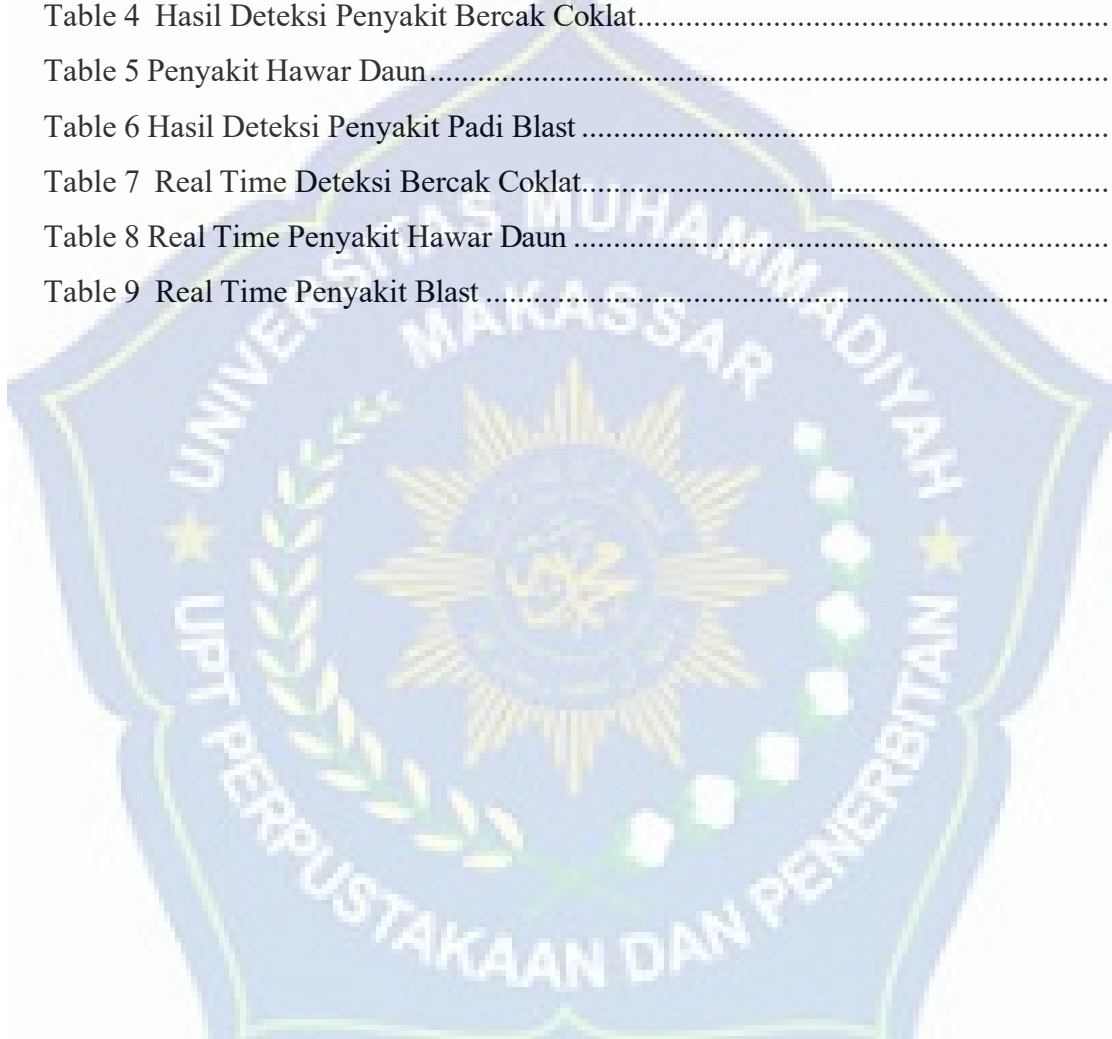 Table 4  Hasil Deteksi Penyakit Bercak Coklat................................................................
Table 5 Penyakit Hawar Daun................................................................
Table 6 Hasil Deteksi Penyakit Padi Blast ................................................................
Table 7  Real Time Deteksi Bercak Coklat................................................................
Table 8 Real Time Penyakit Hawar Daun ................................................................
Table 9  Real Time Penyakit Blast ................................................................
UNIVERSITAS MUHAMMADIYAH
MAKASSAR
UPT PERPUSTAKAAN DAN PENERBITAN